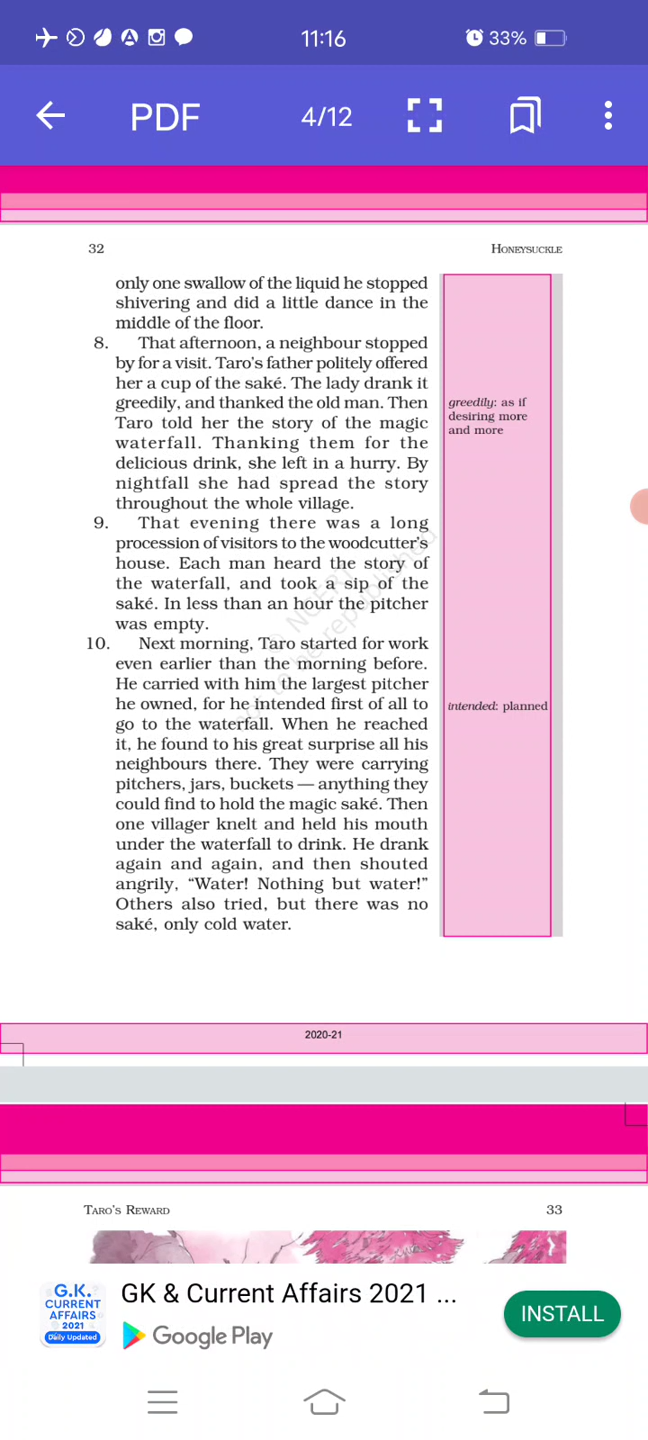 11:16
33%
PDF
4/12
32
HONEYSUCKLE
only one swallow of the liquid he stopped
shivering and did a little dance in the
middle of the floor.
8. That afternoon, a neighbour stopped
by for a visit. Taro's father politely offered
her a cup of the saké. The lady drank it
greedily, and thanked the old man. Then
Taro told her the story of the magic
waterfall. Thanking them for the
delicious drink, she left in a hurry. By
nightfall she had spread the story
throughout the whole village.
greedily: as if
desiring more
and more
9. That evening there was a long
procession of visitors to the woodcutter's
house. Each man heard the story of
the waterfall, and took a sip of the
saké. In less than an hour the pitcher
was empty.
10. Next morning, Taro started for work
even earlier than the morning before.
He carried with him the largest pitcher
he owned, for he intended first of all to
go to the waterfall. When he reached
it, he found to his great surprise all his
neighbours there. They were carrying
pitchers, jars, buckets — anything they
could find to hold the magic saké. Then
one villager knelt and held his mouth
under the waterfall to drink. He drank
again and again, and then shouted
angrily, “Water! Nothing but water!”
Others also tried, but there was no
saké, only cold water.
intended: planned
© NCERT
not to be republished
2020-21
TARO'S REWARD
33
G.K.
CURRENT
AFFAIRS
2021
Daily Updated
GK & Current Affairs 2021 ...
Google Play
INSTALL